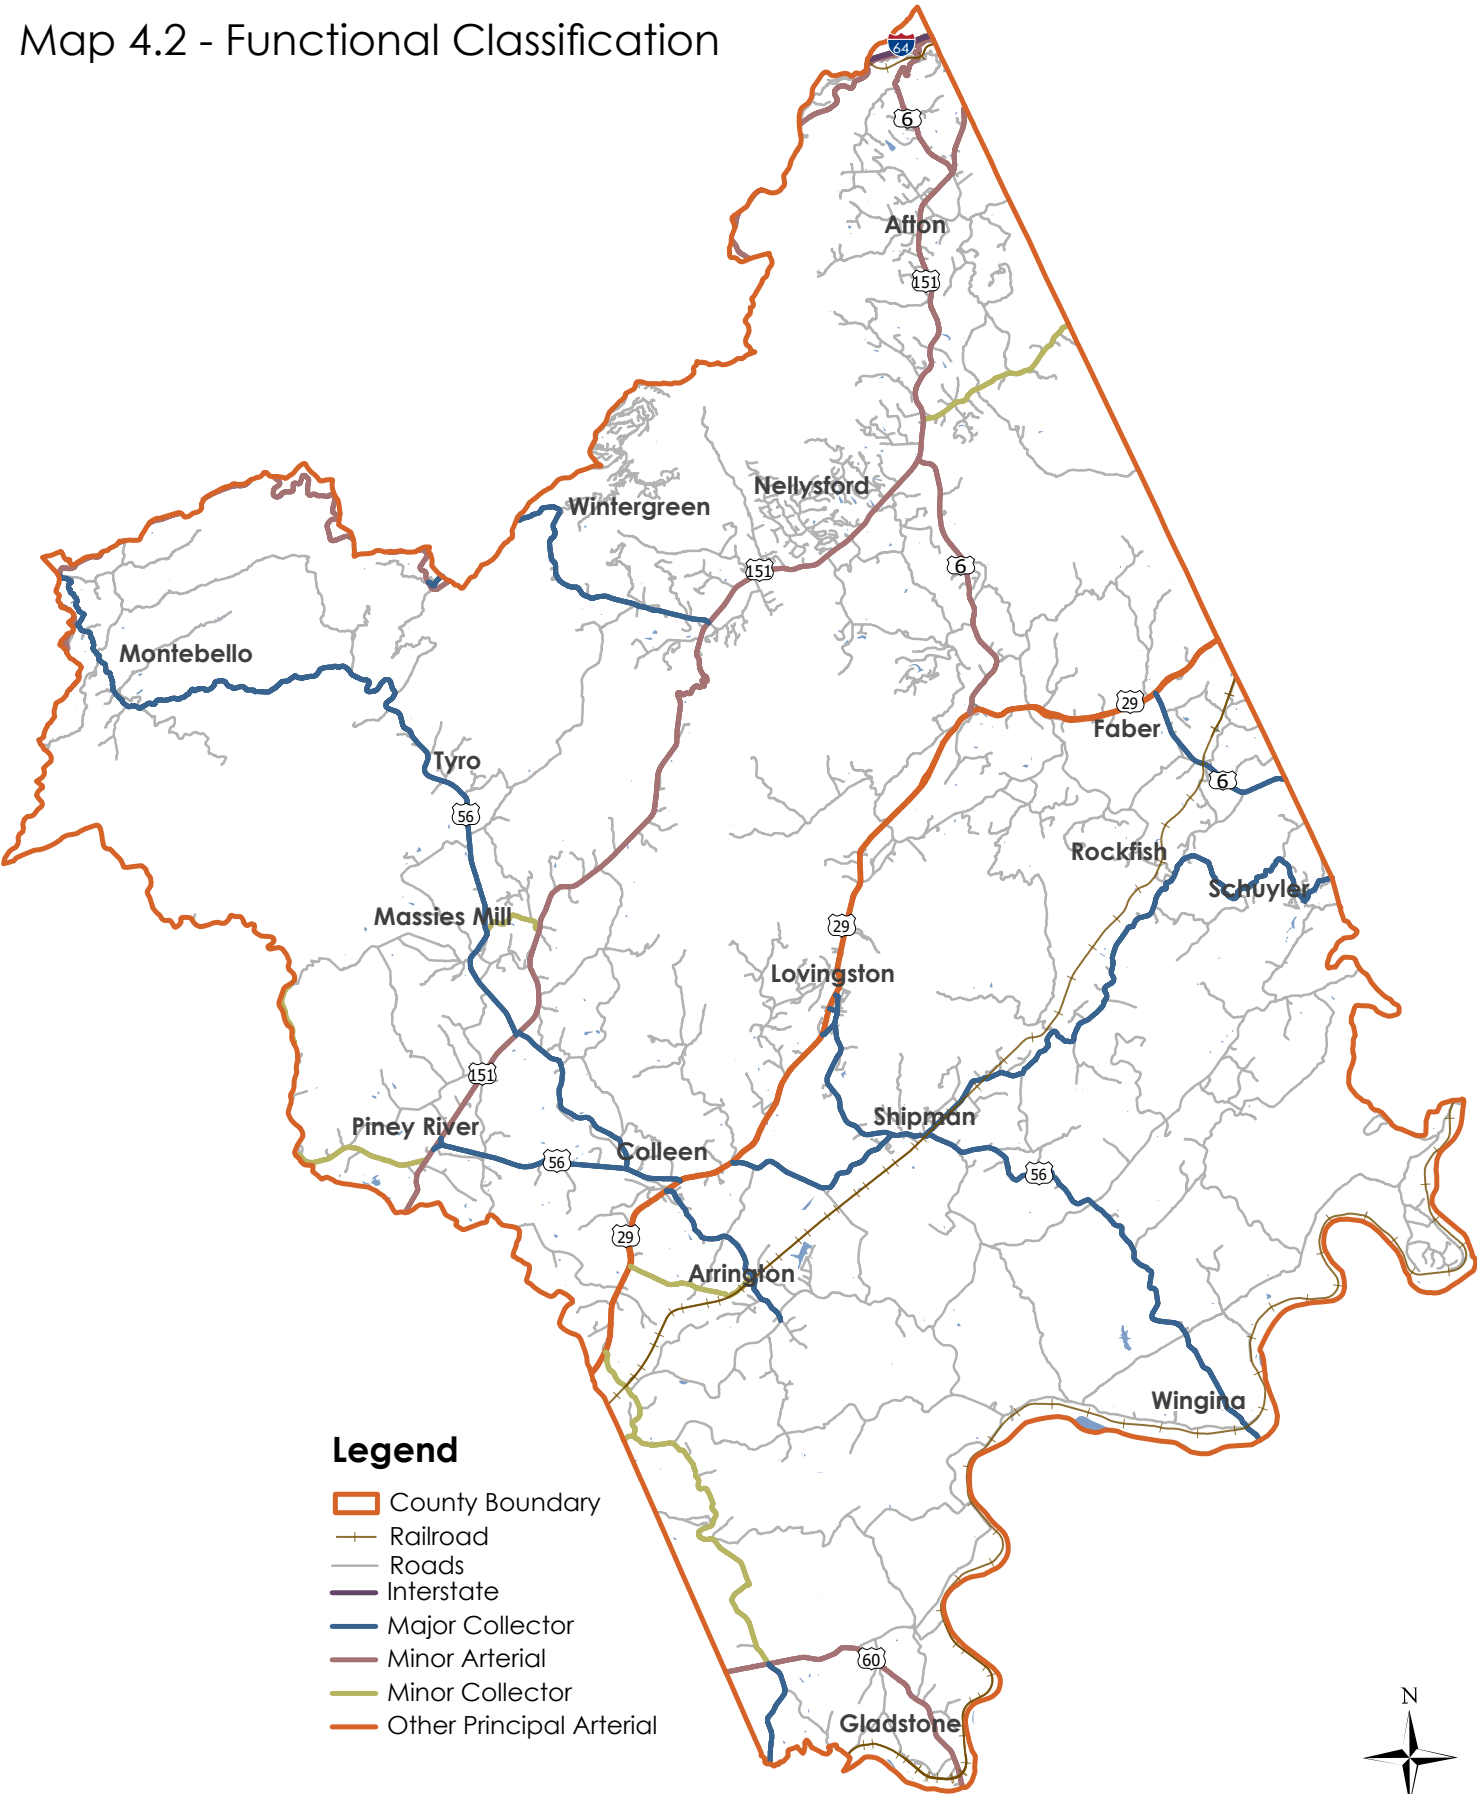 Map 4.2 - Functional Classification
64
6
Afton
151
Nellysford
Wintergreen
151
6
Montebello
29
Faber
Tyro
6
56
Rockfish
Schuyler
Massies Mill
29
Lovingston
151
Shipman
Piney River
Colleen
56
56
29
Arrington
Wingina
Legend
County Boundary
Railroad
Roads
Interstate
Major Collector
Minor Arterial
Minor Collector
Other Principal Arterial
60
Gladstone
N